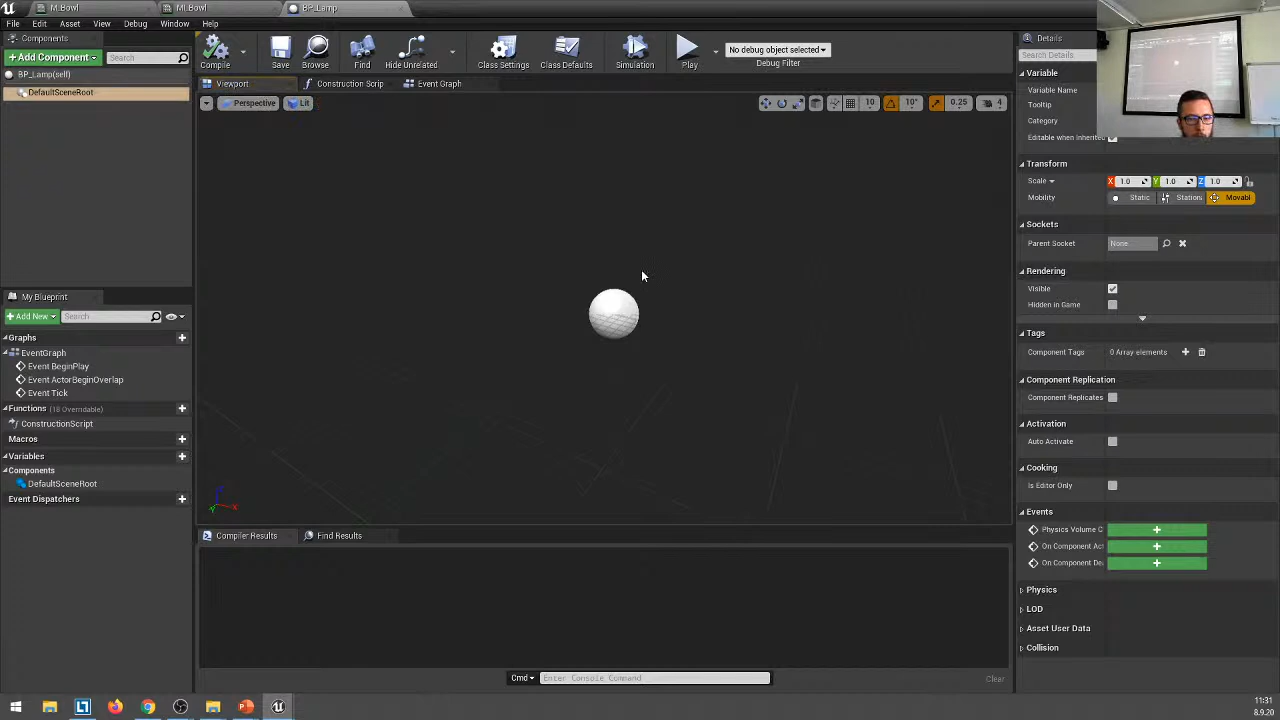 M.Bowl
MI.Bowl
BP_Lamp
File Edit Asset View Debug Window Help
Components
+Add Component
Search
BP_Lamp(self)
DefaultSceneRoot
Compile
Save
Browse
Find
Hide Unrelated
Class Settings
Class Defaults
Simulation
Play
No debug object selected
Debug Filter
Viewport
Construction Scrip
Event Graph
Perspective
Lit
10
10°
0.25
4
X
My Blueprint
+Add New
Search
Graphs
EventGraph
Event BeginPlay
Event ActorBeginOverlap
Event Tick
Functions (18 Overridable)
ConstructionScript
Macros
Variables
Components
DefaultSceneRoot
Event Dispatchers
Compiler Results
Find Results
Cmd
Enter Console Command
Clear
Details
Search Details
Variable
Variable Name
Tooltip
Category
Editable when Inherited
Transform
Scale X 1.0 Y 1.0 Z 1.0
Mobility Static Station Movabl
Sockets
Parent Socket None
Rendering
Visible
Hidden in Game
Tags
Component Tags 0 Array elements
Component Replication
Component Replicates
Activation
Auto Activate
Cooking
Is Editor Only
Events
Physics Volume C
On Component Act
On Component De
Physics
LOD
Asset User Data
Collision
11:31
8.9.20